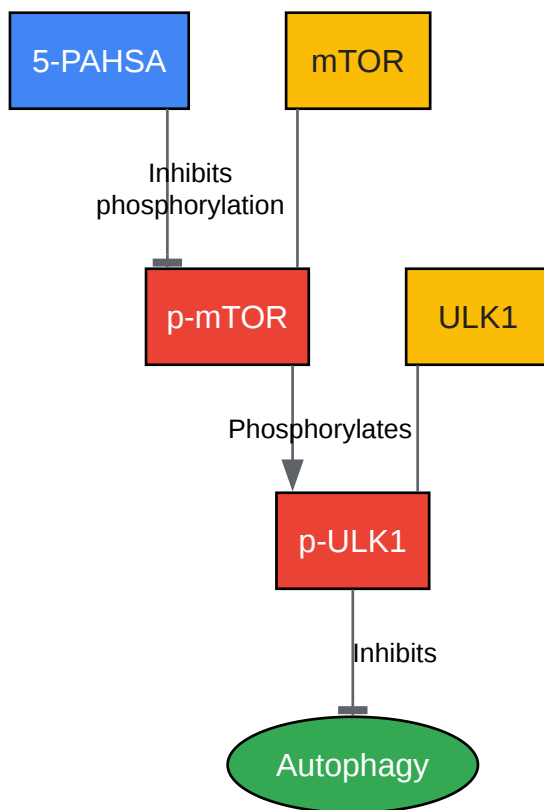 5-PAHSA
mTOR
Inhibits
phosphorylation
p-mTOR
ULK1
Phosphorylates
p-ULK1
Inhibits
Autophagy